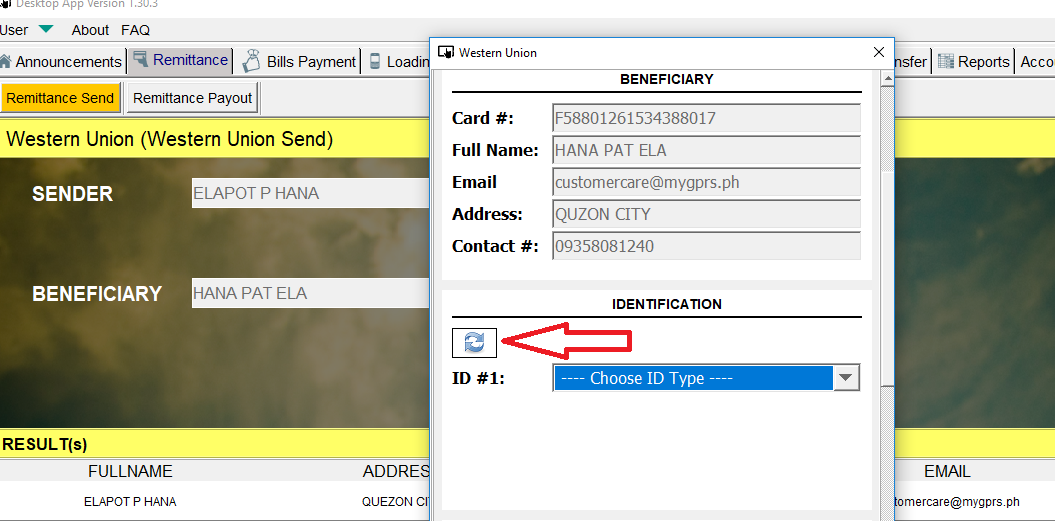 Desktop App Version 1.30.3
User
About
FAQ
Announcements
Remittance
Bills Payment
Loadin
nsfer
Reports
Accou
Remittance Send
Remittance Payout
Western Union (Western Union Send)
SENDER
ELAPOT P HANA
BENEFICIARY
HANA PAT ELA
RESULT(s)
FULLNAME
ADDRES
EMAIL
ELAPOT P HANA
QUEZON CI
tomercare@mygprs.ph
Western Union
BENEFICIARY
Card #:
F58801261534388017
Full Name:
HANA PAT ELA
Email
customercare@mygprs.ph
Address:
QUZON CITY
Contact #:
09358081240
IDENTIFICATION
ID #1:
---- Choose ID Type ----